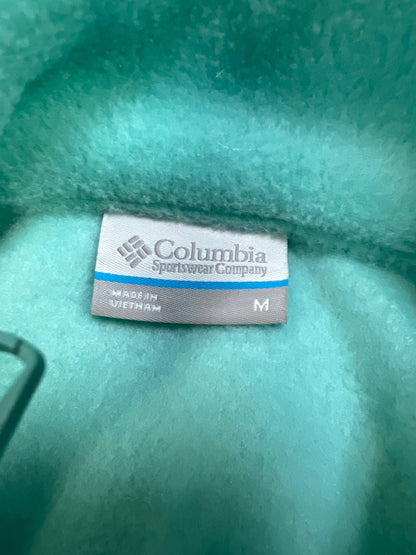 Columbia
Sportswear Company
MADE IN
VIETNAM
M